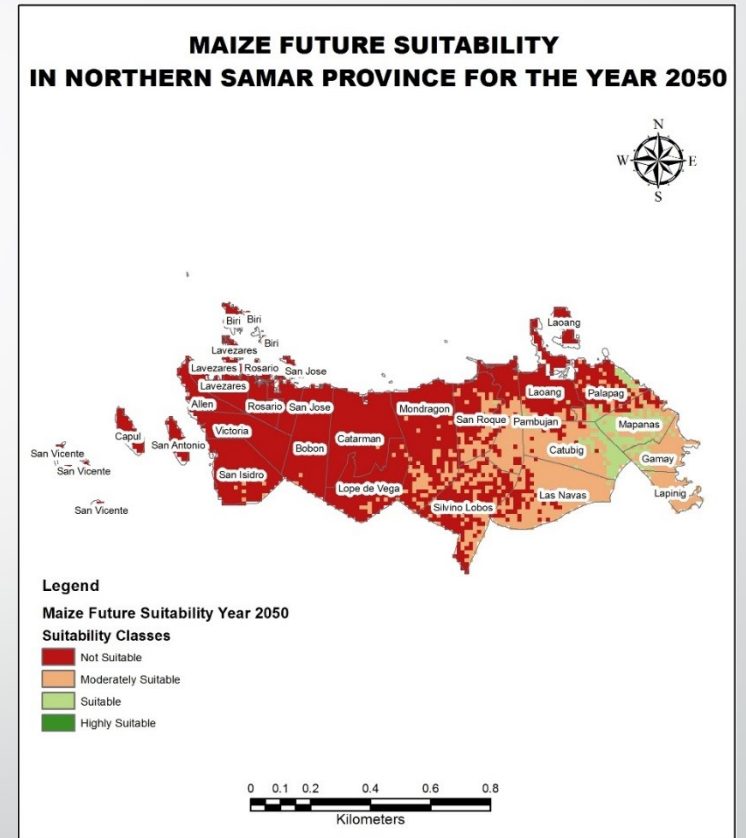 MAIZE FUTURE SUITABILITY
IN NORTHERN SAMAR PROVINCE FOR THE YEAR 2050
N
W E
S
Biri Biri
Laoang
Biri
Lavezares
Lavezares Rosario San Jose
Lavezares
Laoang Palapag
Allen Rosario San Jose
Mondragon
San Roque Pambujan
Mapanas
Capul San Antonio Victoria
Catarman
Bobon
Catubig
San Vicente
Gamay
San Vicente
San Isidro
Lope de Vega
Las Navas
Lapinig
San Vicente
Silvino Lobos
Legend
Maize Future Suitability Year 2050
Suitability Classes
Not Suitable
Moderately Suitable
Suitable
Highly Suitable
0 0.1 0.2 0.4 0.6 0.8
Kilometers